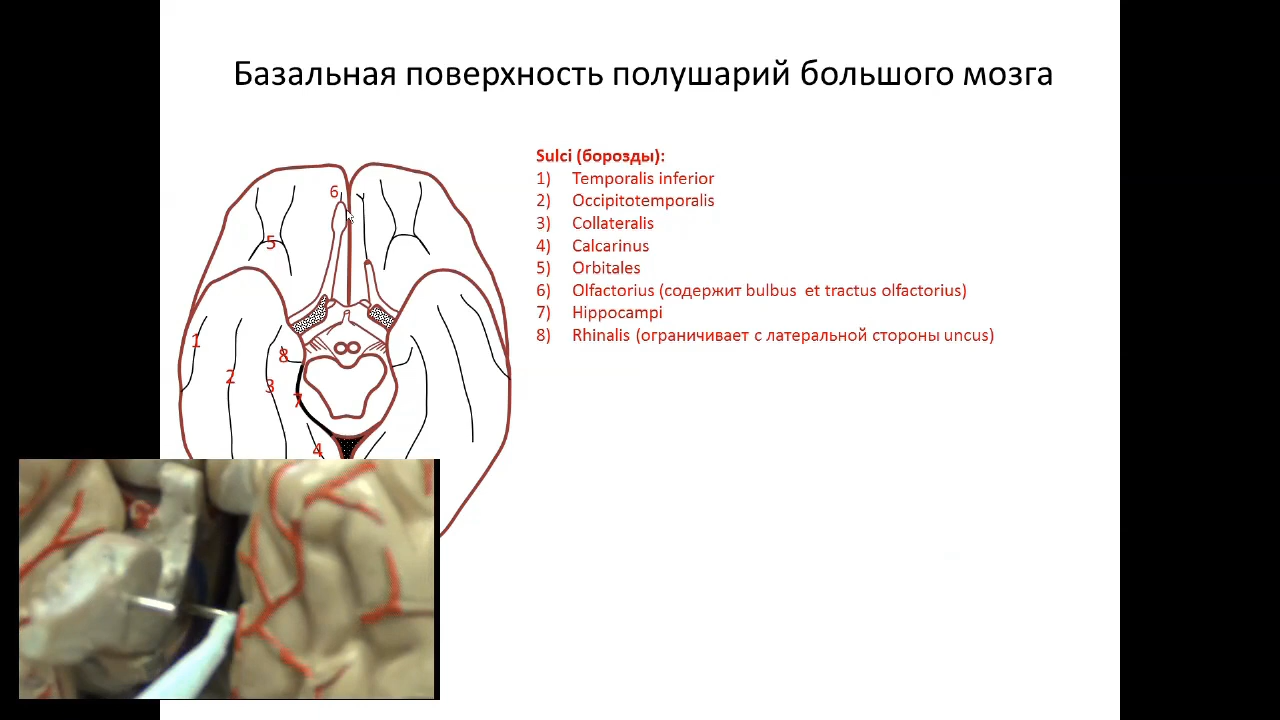 Базальная поверхность полушарий большого мозга
Sulci (борозды):
1) Temporalis inferior
2) Occipitotemporalis
3) Collateralis
4) Calcarinus
5) Orbitales
6) Olfactorius (содержит bulbus et tractus olfactorius)
7) Hippocampi
8) Rhinalis (ограничивает с латеральной стороны uncus)
6
5
1
8
2
3
7
4